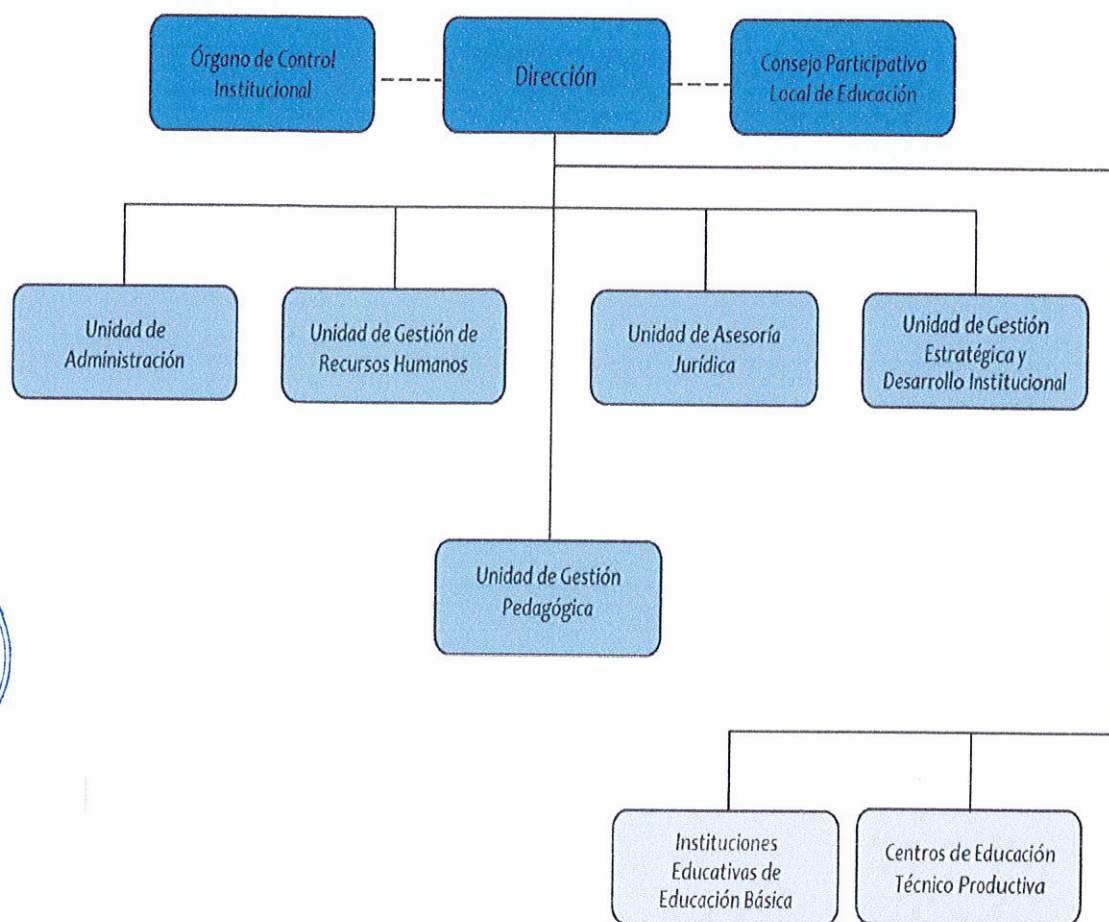 Órgano de Control
Institucional
Dirección
Consejo Participativo
Local de Educación
Unidad de
Administración
Unidad de Gestión de
Recursos Humanos
Unidad de Asesoría
Jurídica
Unidad de Gestión
Estratégica y
Desarrollo Institucional
Unidad de Gestión
Pedagógica
Instituciones
Educativas de
Educación Básica
Centros de Educación
Técnico Productiva